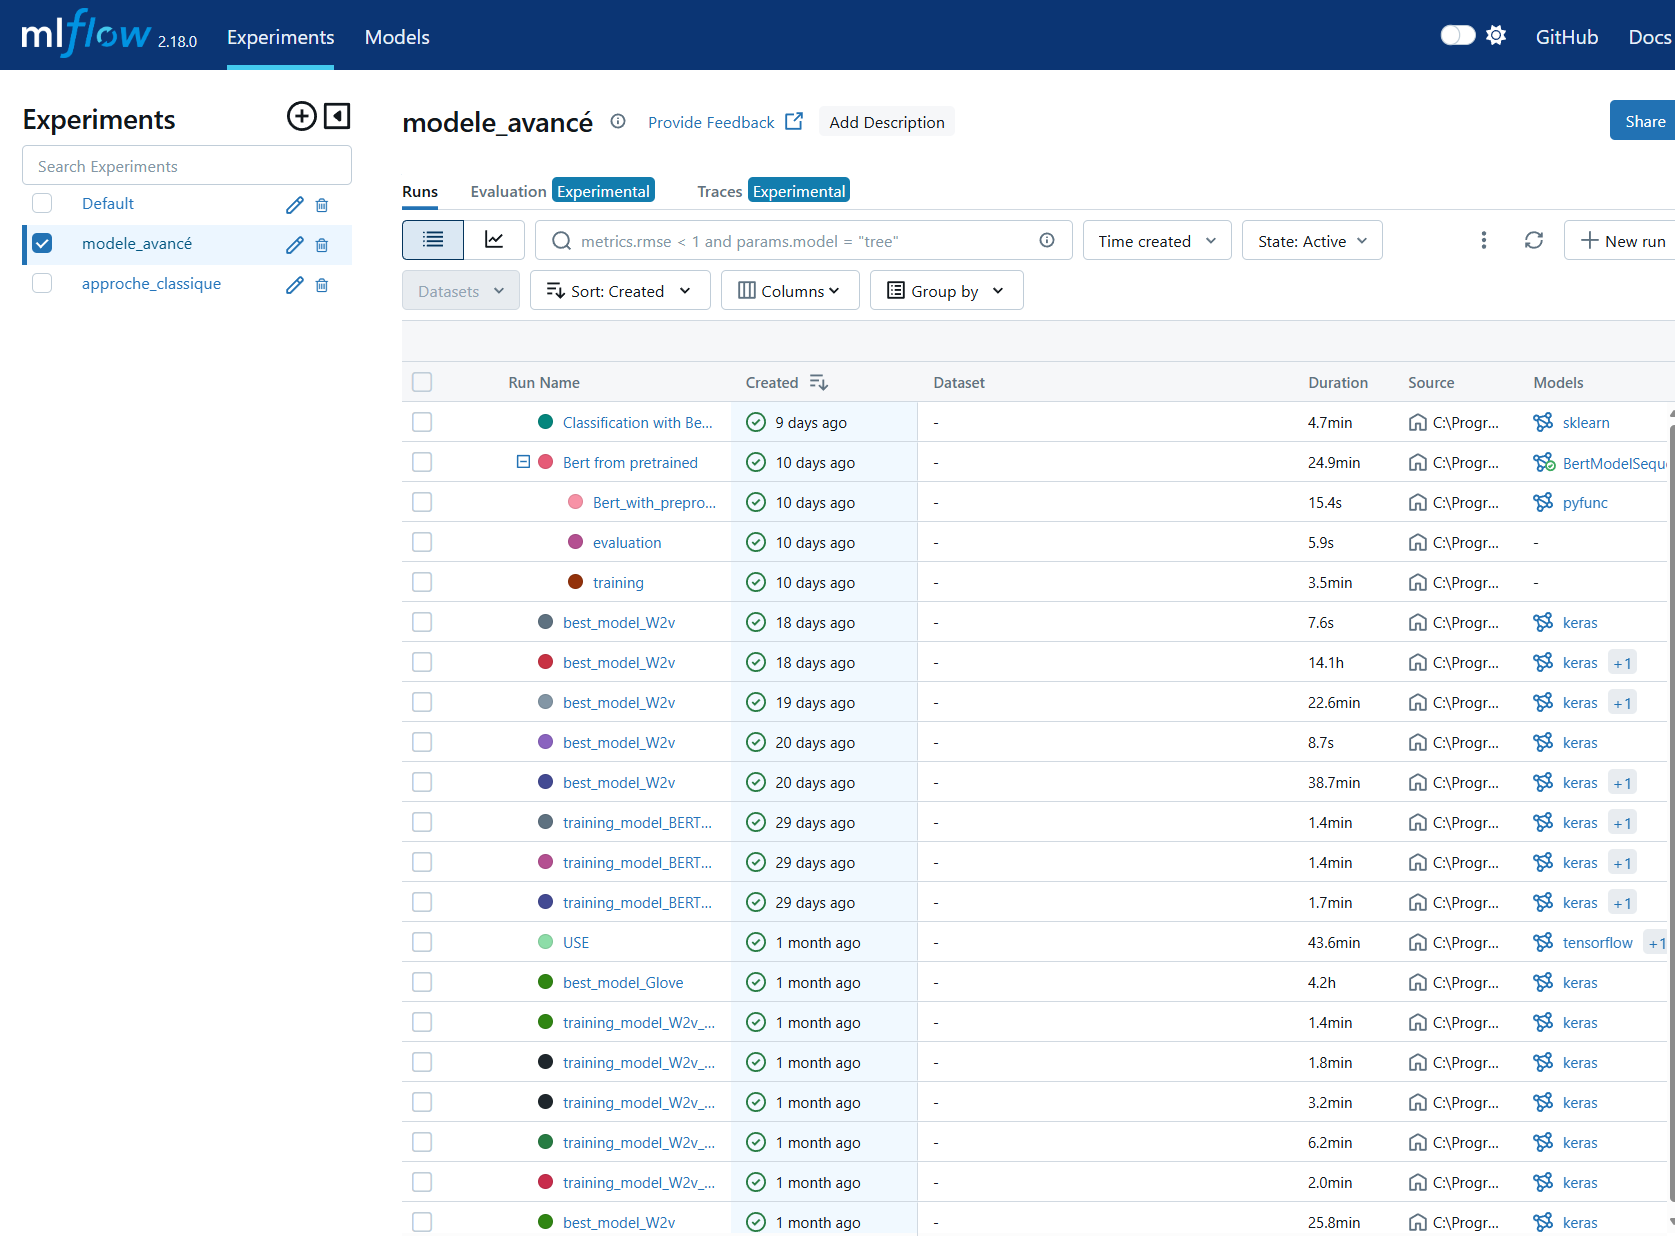 mlflow 2.18.0 Experiments Models GitHub Docs
Experiments
Search Experiments
Default
modele_avancé
approche_classique
modele_avancé Provide Feedback Add Description Share
Runs Evaluation Experimental Traces Experimental
metrics.rmse < 1 and params.model = "tree" Time created State: Active New run
Datasets Sort: Created Columns Group by
Run Name Created Dataset Duration Source Models
Classification with Be... 9 days ago - 4.7min C:\Progr... sklearn
Bert from pretrained 10 days ago - 24.9min C:\Progr... BertModelSequ
Bert_with_prepro... 10 days ago - 15.4s C:\Progr... pyfunc
evaluation 10 days ago - 5.9s C:\Progr... -
training 10 days ago - 3.5min C:\Progr... -
best_model_W2v 18 days ago - 7.6s C:\Progr... keras
best_model_W2v 18 days ago - 14.1h C:\Progr... keras +1
best_model_W2v 19 days ago - 22.6min C:\Progr... keras +1
best_model_W2v 20 days ago - 8.7s C:\Progr... keras
best_model_W2v 20 days ago - 38.7min C:\Progr... keras +1
training_model_BERT... 29 days ago - 1.4min C:\Progr... keras +1
training_model_BERT... 29 days ago - 1.4min C:\Progr... keras +1
training_model_BERT... 29 days ago - 1.7min C:\Progr... keras +1
USE 1 month ago - 43.6min C:\Progr... tensorflow +1
best_model_Glove 1 month ago - 4.2h C:\Progr... keras
training_model_W2v_... 1 month ago - 1.4min C:\Progr... keras
training_model_W2v_... 1 month ago - 1.8min C:\Progr... keras
training_model_W2v_... 1 month ago - 3.2min C:\Progr... keras
training_model_W2v_... 1 month ago - 6.2min C:\Progr... keras
training_model_W2v_... 1 month ago - 2.0min C:\Progr... keras
best_model_W2v 1 month ago - 25.8min C:\Progr... keras